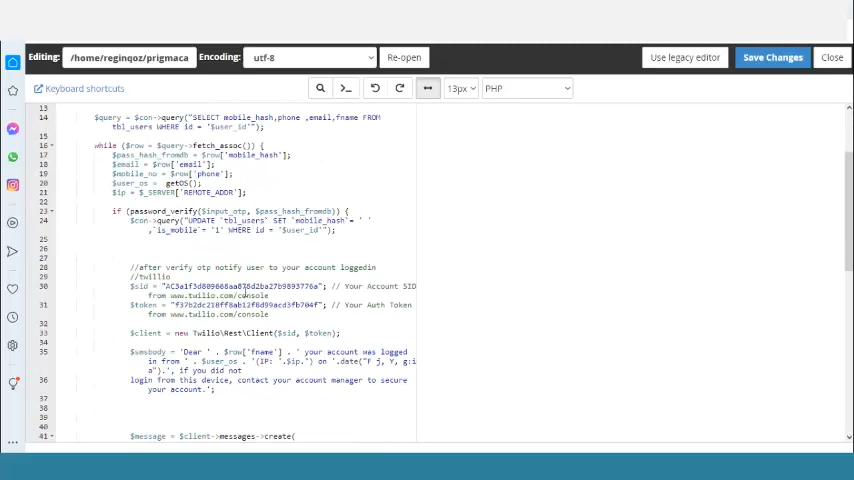 Editing: /home/reginqoz/prigmaca Encoding: utf-8 Re-open Use legacy editor Save Changes Close
Keyboard shortcuts 13px PHP
13
14 $query = $con->query("SELECT mobile_hash,phone ,email,fname FROM
tbl_users WHERE id = '$user_id'");
15
16 while ($row = $query->fetch_assoc()) {
17 $pass_hash_fromdb = $row['mobile_hash'];
18 $email = $row['email'];
19 $mobile_no = $row['phone'];
20 $user_os = getOS();
21 $ip = $_SERVER['REMOTE_ADDR'];
22
23 if (password_verify($input_otp, $pass_hash_fromdb)) {
24 $con->query("UPDATE `tbl_users` SET `mobile_hash`= ' '
,`is_mobile`= '1' WHERE id = '$user_id'");
25
26
27
28 //after verify otp notify user to your account loggedin
29 //twillio
30 $sid = // Your Account SID
from www.twilio.com/console
31 $token = // Your Auth Token
from www.twilio.com/console
32
33 $client = new Twilio\Rest\Client($sid, $token);
34
35 $smsbody = 'Dear ' . $row['fname'] . ' your account was logged
in from ' . $user_os . '(IP: '.$ip.') on '.date("F j, Y, g:i
a").', if you did not
36 login from this device, contact your account manager to secure
your account.';
37
38
39
40
41 $message = $client->messages->create(